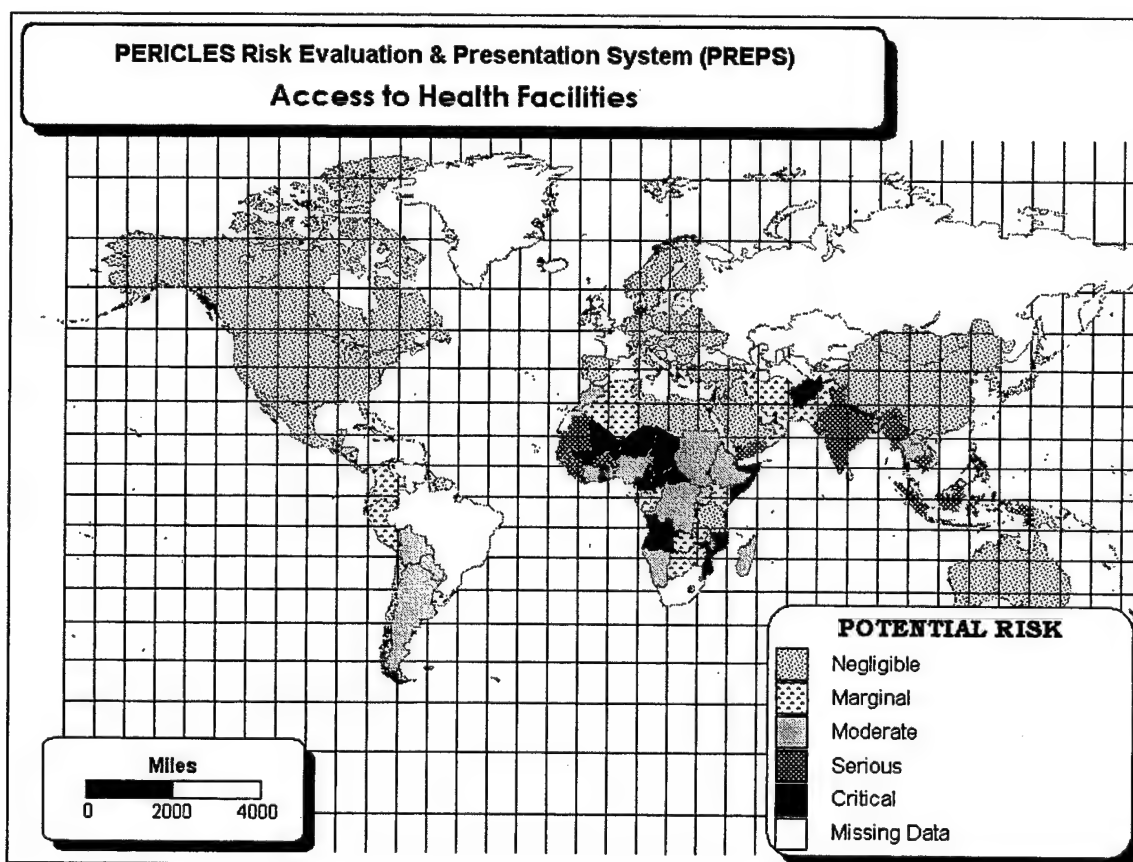 PERICLES Risk Evaluation & Presentation System (PREPS)
Access to Health Facilities
POTENTIAL RISK
Negligible
Marginal
Moderate
Serious
Critical
Missing Data
Miles
0 2000 4000